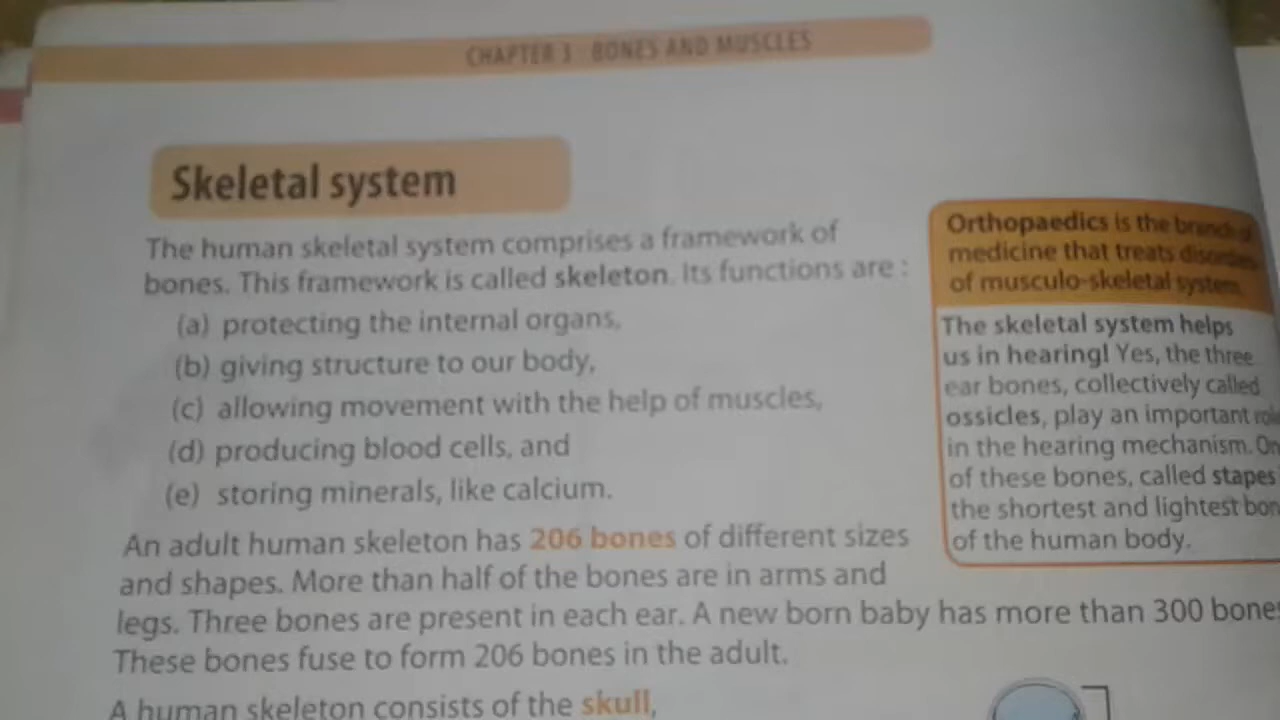 CHAPTER 3 BONES AND MUSCLES
Skeletal system
The human skeletal system comprises a framework of
bones. This framework is called skeleton. Its functions are :
(a) protecting the internal organs,
(b) giving structure to our body,
(c) allowing movement with the help of muscles,
(d) producing blood cells, and
(e) storing minerals, like calcium.
An adult human skeleton has 206 bones of different sizes
and shapes. More than half of the bones are in arms and
legs. Three bones are present in each ear. A new born baby has more than 300 bones
These bones fuse to form 206 bones in the adult.
A human skeleton consists of the skull,
Orthopaedics is the branch of
medicine that treats disorders
of musculo-skeletal system
The skeletal system helps
us in hearing! Yes, the three
ear bones, collectively called
ossicles, play an important
in the hearing mechanism.
of these bones, called stapes
the shortest and lightest
of the human body.